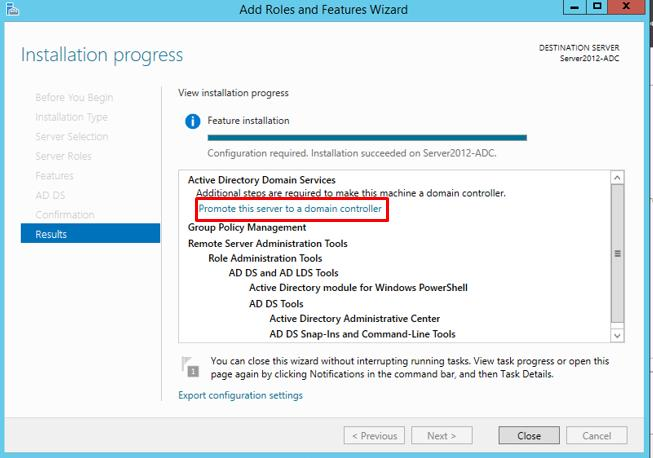 Add Roles and Features Wizard
Installation progress
DESTINATION SERVER
Server2012-ADC
Before You Begin
Installation Type
Server Selection
Server Roles
Features
AD DS
Confirmation
Results
View installation progress
Feature installation
Configuration required. Installation succeeded on Server2012-ADC.
Active Directory Domain Services
Additional steps are required to make this machine a domain controller.
Promote this server to a domain controller
Group Policy Management
Remote Server Administration Tools
Role Administration Tools
AD DS and AD LDS Tools
Active Directory module for Windows PowerShell
AD DS Tools
Active Directory Administrative Center
AD DS Snap-Ins and Command-Line Tools
1
You can close this wizard without interrupting running tasks. View task progress or open this
page again by clicking Notifications in the command bar, and then Task Details.
Export configuration settings
< Previous
Next >
Close
Cancel